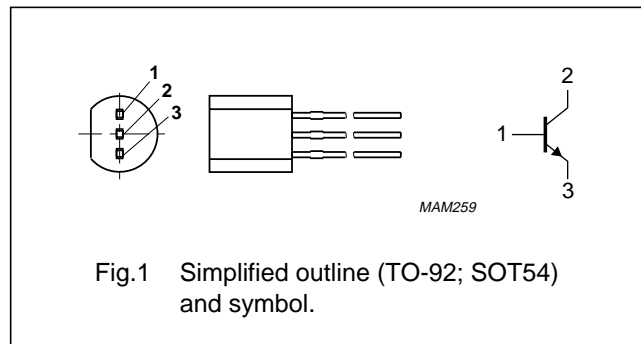 1
2
3
2
1
3
MAM259
Fig.1 Simplified outline (TO-92; SOT54)
and symbol.